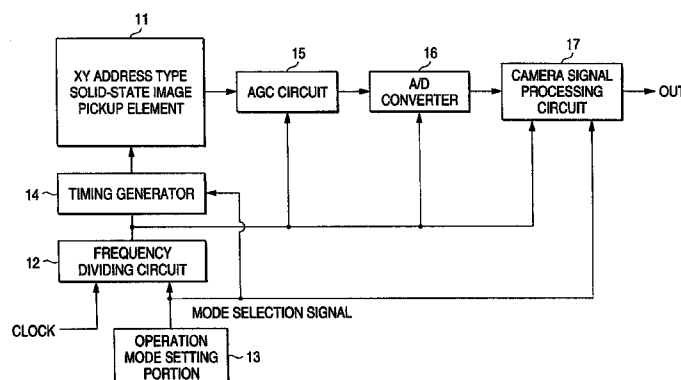 11
XY ADDRESS TYPE
SOLID-STATE IMAGE
PICKUP ELEMENT
15
AGC CIRCUIT
16
A/D
CONVERTER
17
CAMERA SIGNAL
PROCESSING
CIRCUIT
OUT
14
TIMING GENERATOR
12
FREQUENCY
DIVIDING CIRCUIT
MODE SELECTION SIGNAL
CLOCK
OPERATION
MODE SETTING
PORTION
13